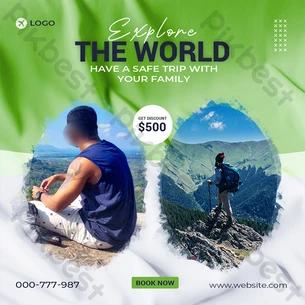 LOGO
Explore
THE WORLD
HAVE A SAFE TRIP WITH
YOUR FAMILY
GET DISCOUNT
$500
000-777-987
BOOK NOW
www.website.com
pikbest